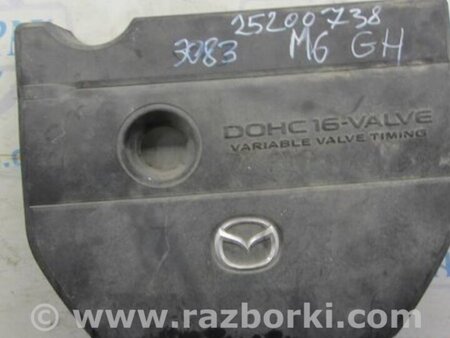 25200738
3083 M6 GH
DOHC 16-VALVE
VARIABLE VALVE TIMING
www.razborki.com